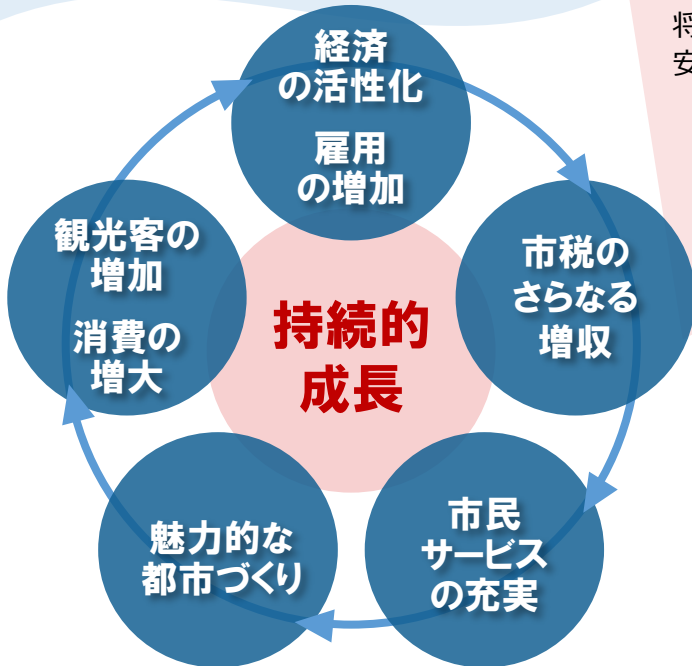 将
安
経済
の活性化
雇用
の増加
市税の
さらなる
増収
市民
サービス
の充実
魅力的な
都市づくり
観光客の
増加
消費の
増大
持続的
成長